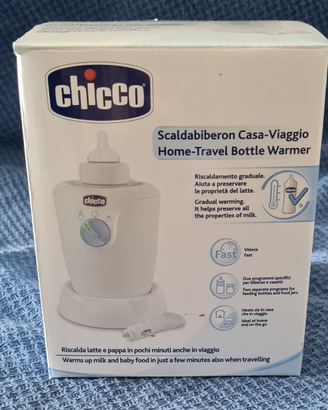 chicco
Scaldabiberon Casa-Viaggio
Home-Travel Bottle Warmer
Riscaldamento graduale.
Aiuta a preservare
le proprietà del latte.
Gradual warming.
It helps preserve all
the properties of milk.
chicco
Fast
Veloce
Fast
Due programmi specifici
per biberon e vasetti
Two separate programs for
feeding bottles and food jars
Ideale sia in casa
che in viaggio
Ideal at home
and on the go
Riscalda latte e pappa in pochi minuti anche in viaggio
Warms up milk and baby food in just a few minutes also when travelling